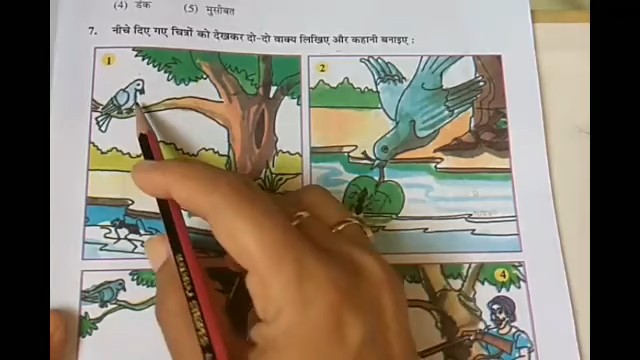 (4) डंक (5) मुसीबत
7. नीचे दिए गए चित्रों को देखकर दो-दो वाक्य लिखिए और कहानी बनाइए :
1
2
4